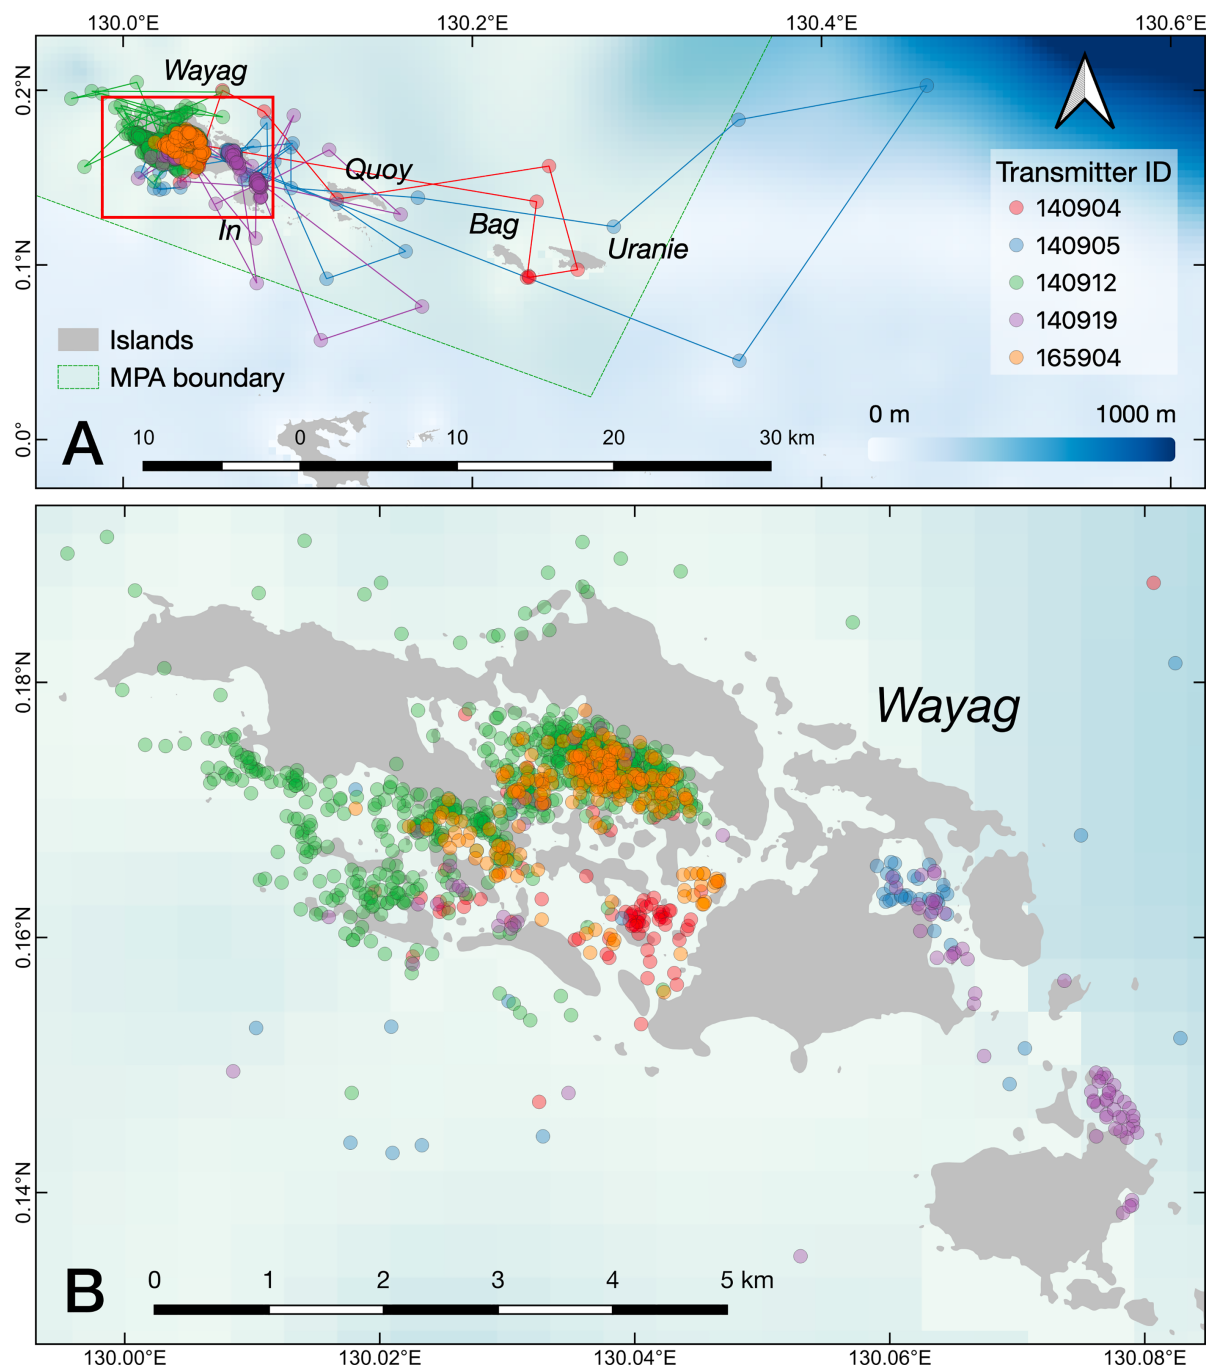 130.0°E 130.2°E 130.4°E 130.6°E
0.2°N
0.1°N
0.0°
Wayag
Quoy
In
Bag
Uranie
Transmitter ID
140904
140905
140912
140919
165904
Islands
MPA boundary
0 m 1000 m
A
10 0 10 20 30 km
Wayag
0.18°N
0.16°N
0.14°N
B
0 1 2 3 4 5 km
130.00°E 130.02°E 130.04°E 130.06°E 130.08°E